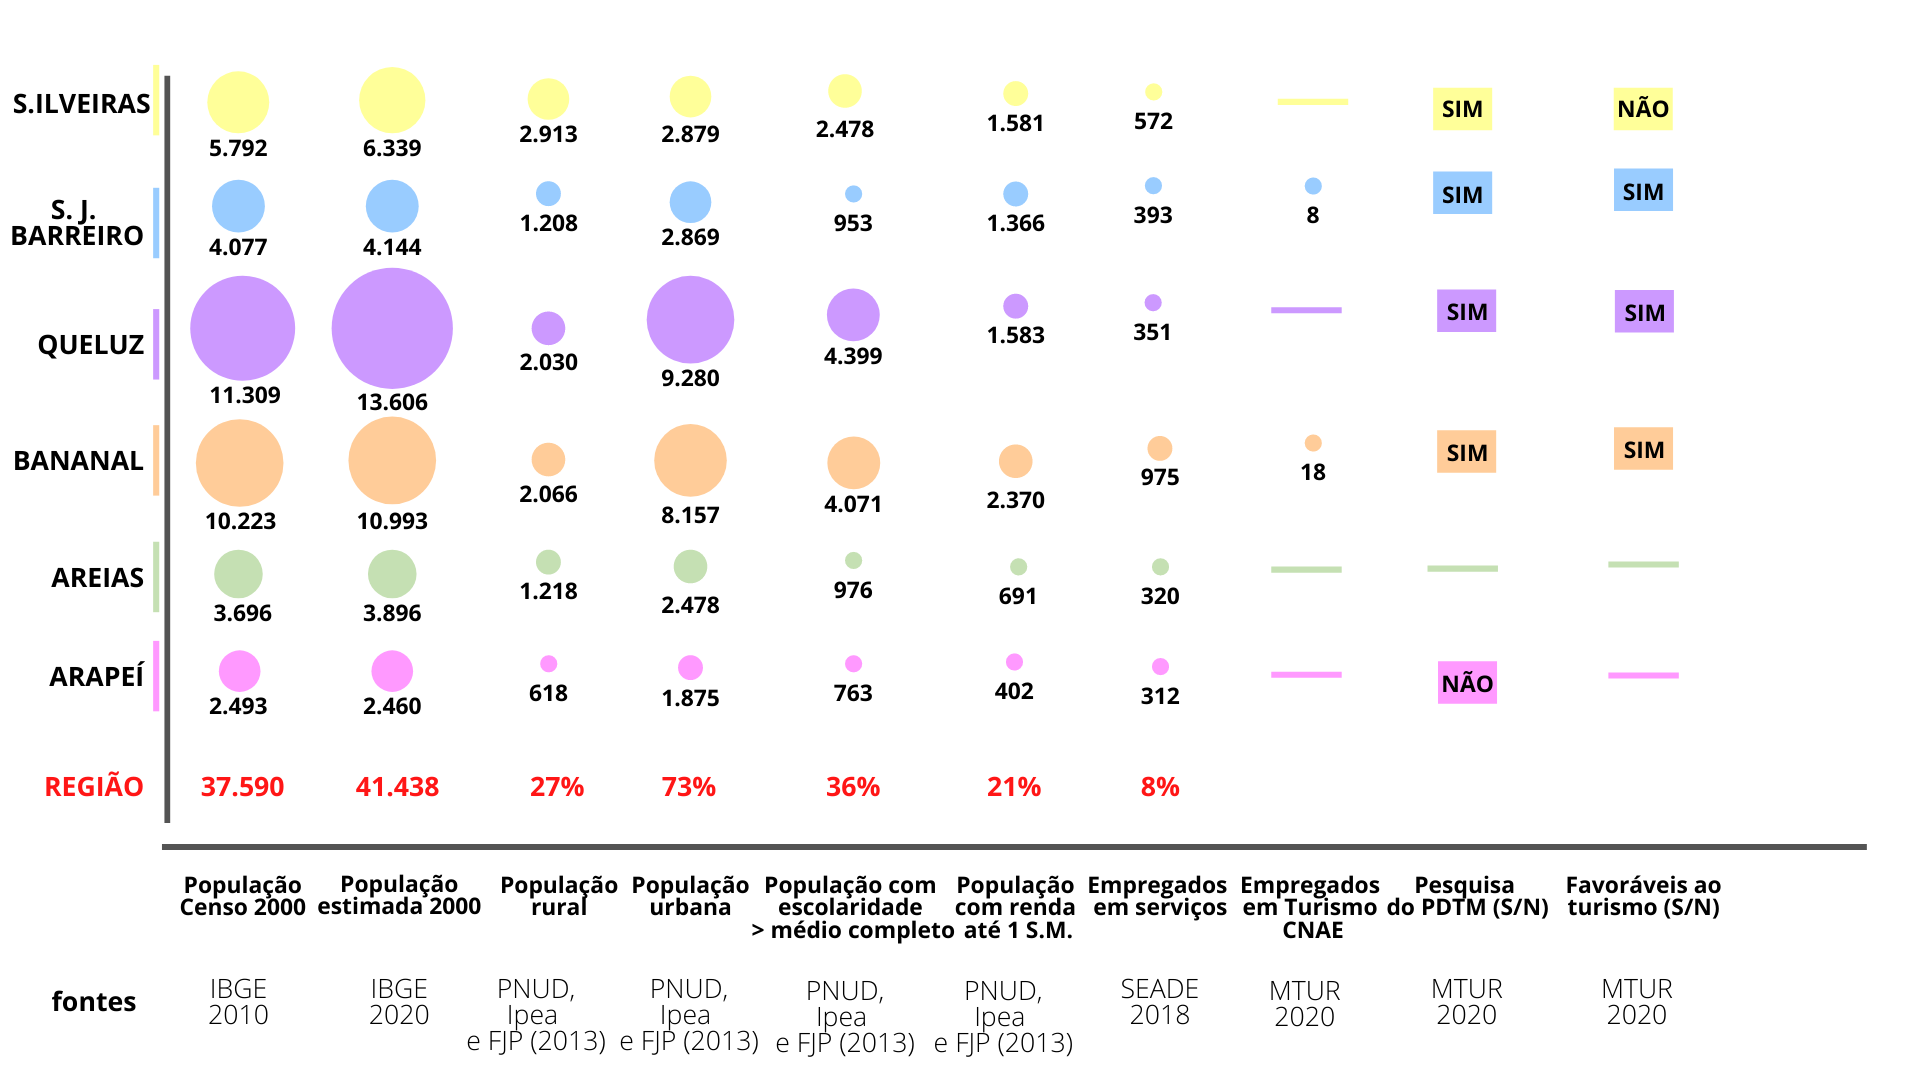 S.ILVEIRAS
5.792
6.339
2.913
2.879
2.478
1.581
572
SIM
NÃO
S. J.
BARREIRO
4.077
4.144
1.208
2.869
953
1.366
393
8
SIM
SIM
QUELUZ
11.309
13.606
2.030
9.280
4.399
1.583
351
SIM
SIM
BANANAL
10.223
10.993
2.066
8.157
4.071
2.370
975
18
SIM
SIM
AREIAS
3.696
3.896
1.218
2.478
976
691
320
ARAPEÍ
2.493
2.460
618
1.875
763
402
312
NÃO
REGIÃO
37.590
41.438
27%
73%
36%
21%
8%
População
Censo 2000
População
estimada 2000
População
rural
População
urbana
População com
escolaridade
> médio completo
População
com renda
até 1 S.M.
Empregados
em serviços
Empregados
em Turismo
CNAE
Pesquisa
do PDTM (S/N)
Favoráveis ao
turismo (S/N)
fontes
IBGE
2010
IBGE
2020
PNUD,
Ipea
e FJP (2013)
PNUD,
Ipea
e FJP (2013)
PNUD,
Ipea
e FJP (2013)
PNUD,
Ipea
e FJP (2013)
SEADE
2018
MTUR
2020
MTUR
2020
MTUR
2020